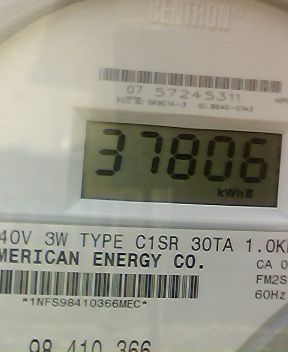 CENTRON
07 57245311
37806
kWh
40V 3W TYPE C1SR 30TA 1.0K
MERICAN ENERGY CO.
CA 0
FM2S
60Hz
*1NFS98410366MEC*
98 410 366